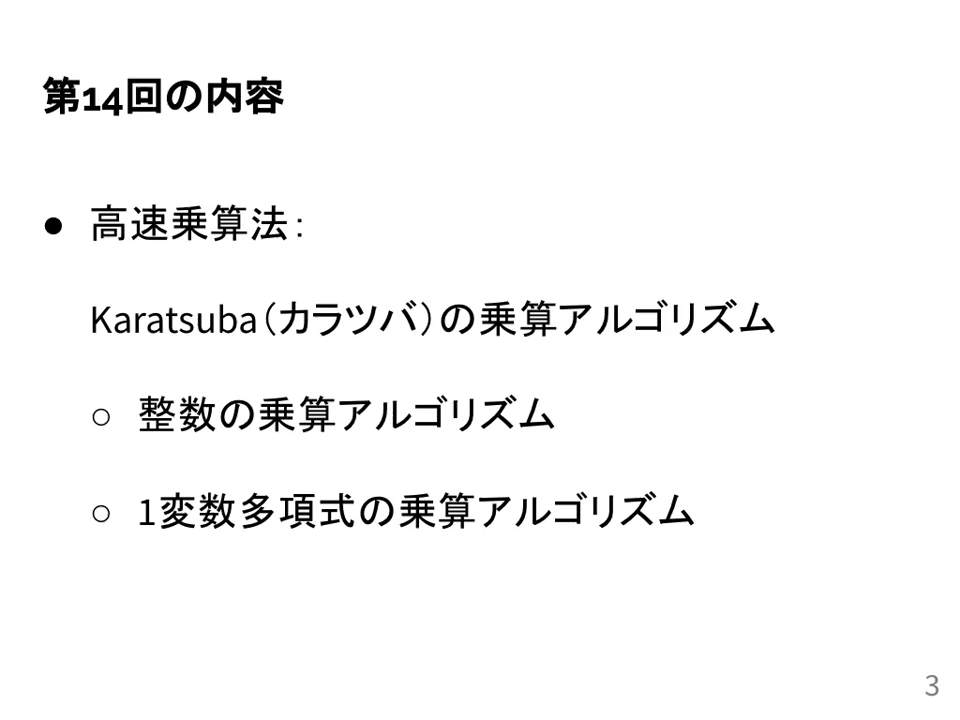 第14回の内容
● 高速乗算法：
Karatsuba（カラツバ）の乗算アルゴリズム
○ 整数の乗算アルゴリズム
○ 1変数多項式の乗算アルゴリズム
3